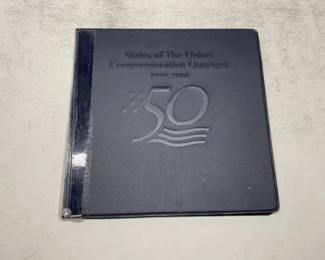 States of The Union
Commemorative Quarters
1999-2008
50